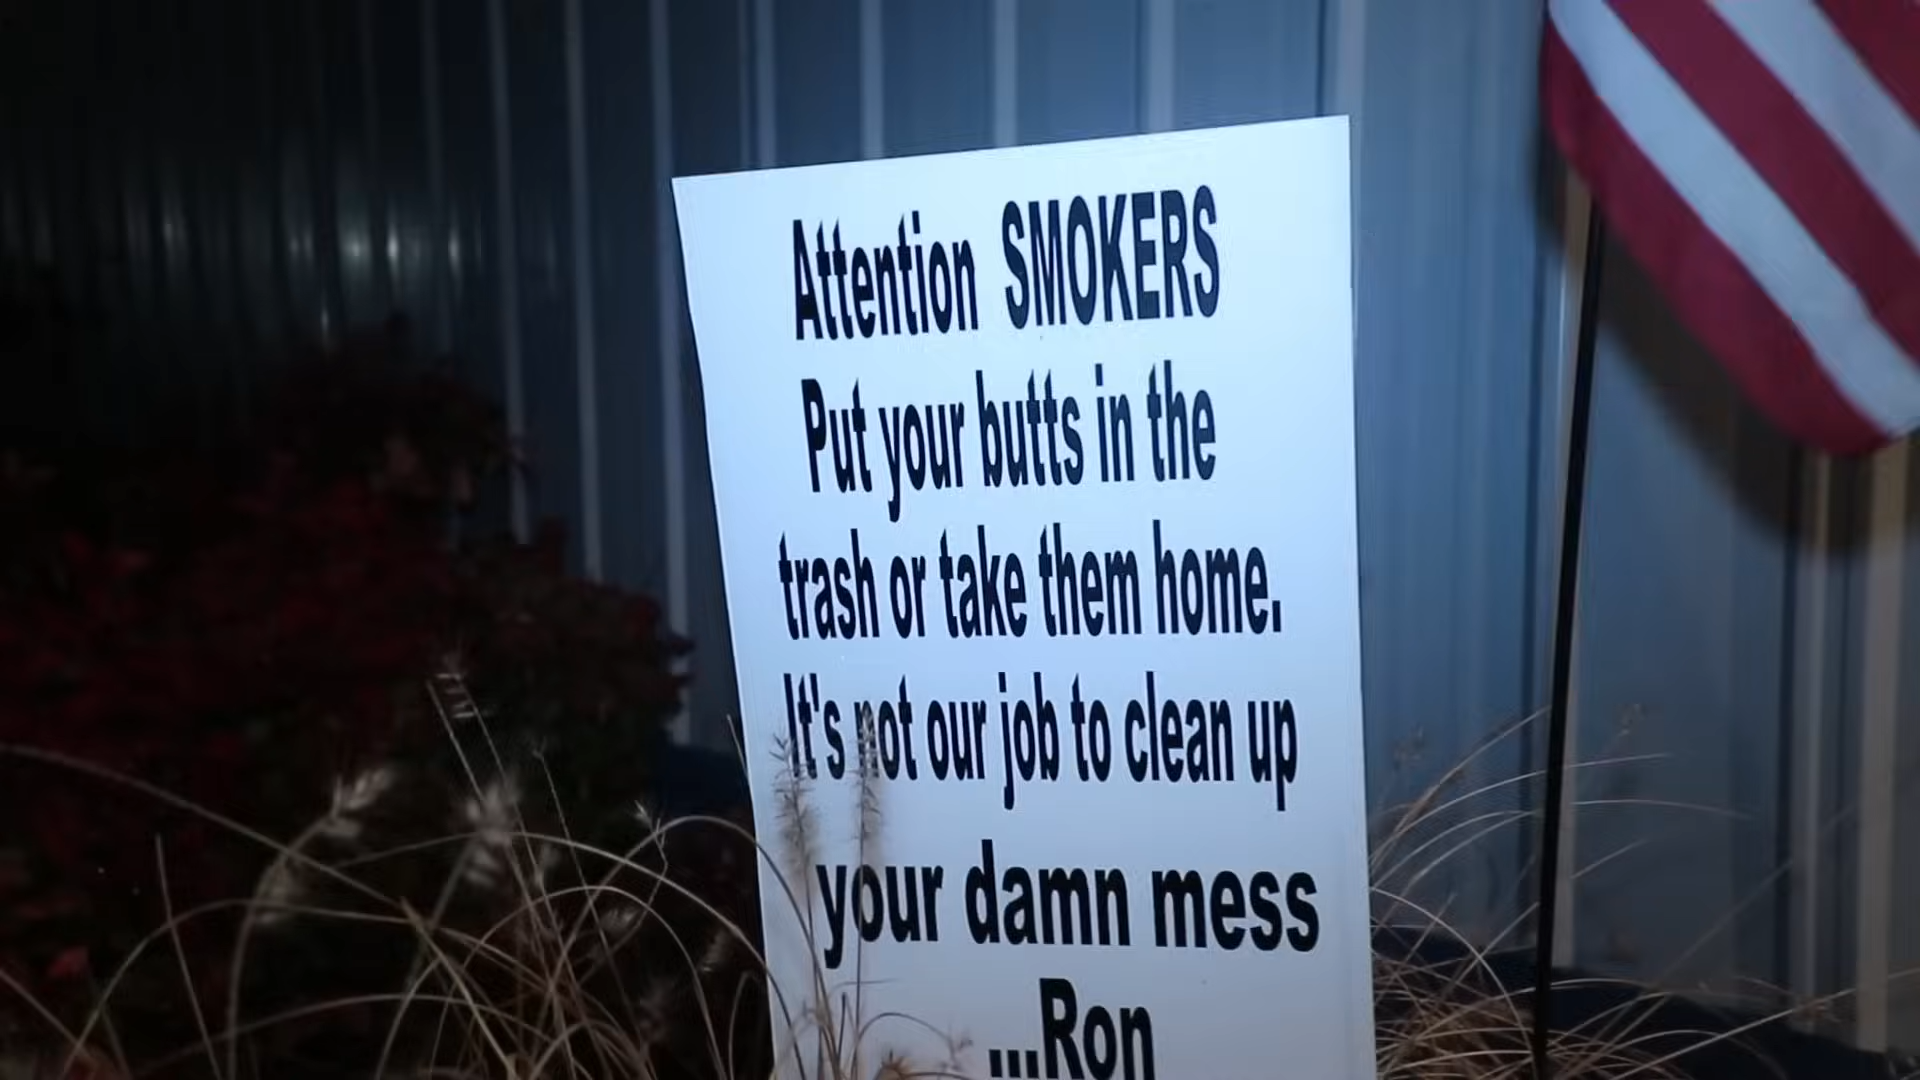 Attention SMOKERS
Put your butts in the
trash or take them home.
It's not our job to clean up
your damn mess
...Ron